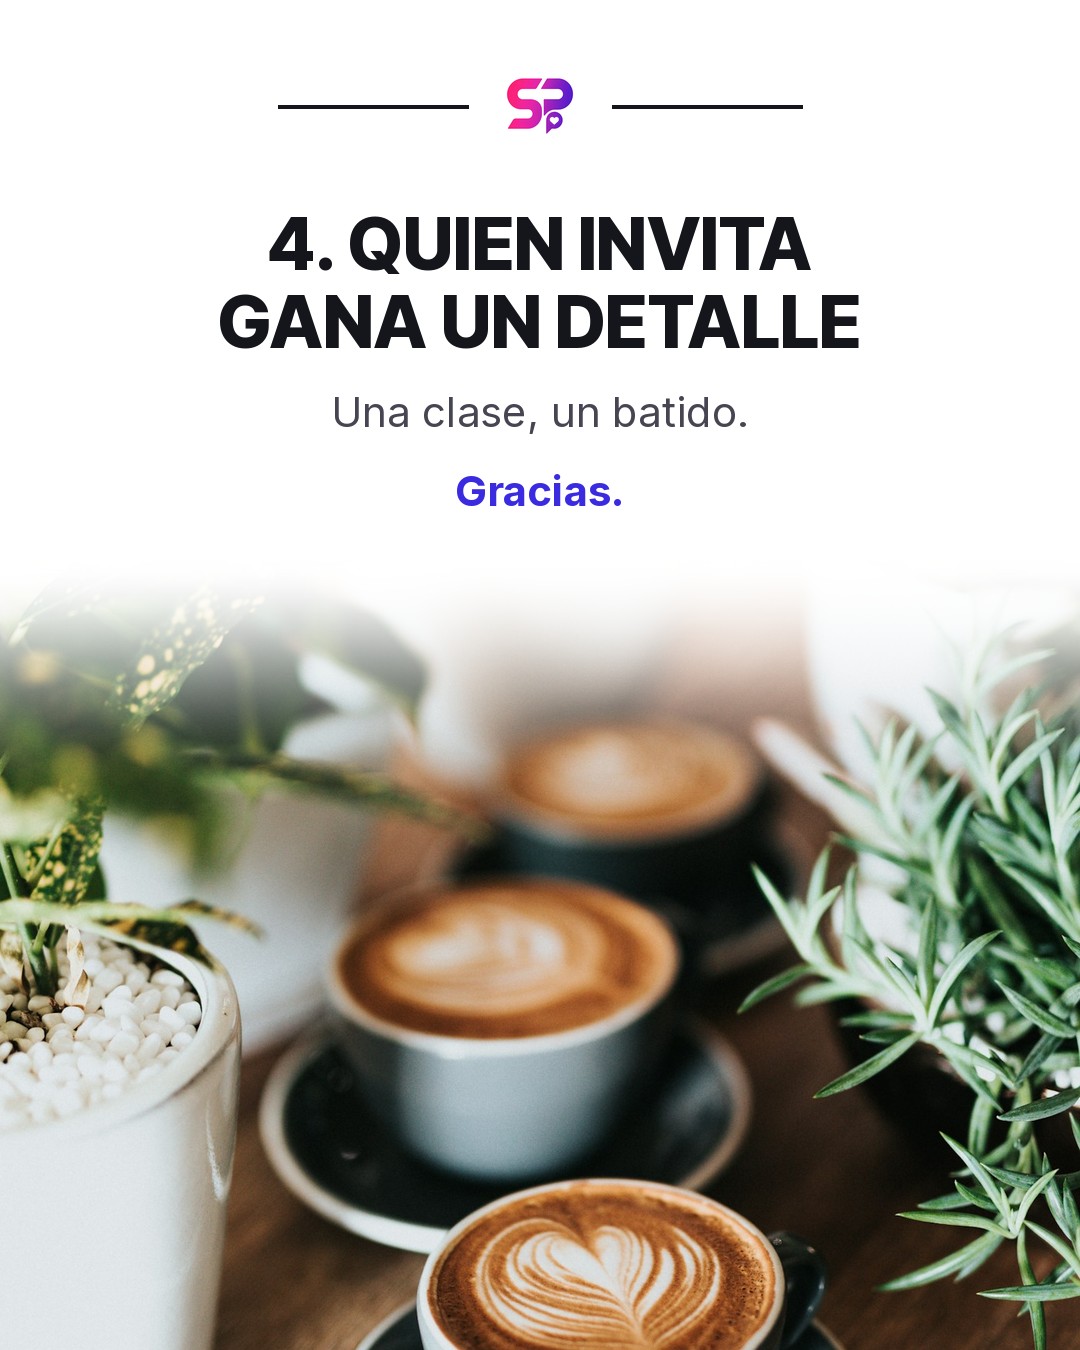 SP
4. QUIEN INVITA
GANA UN DETALLE
Una clase, un batido.
Gracias.